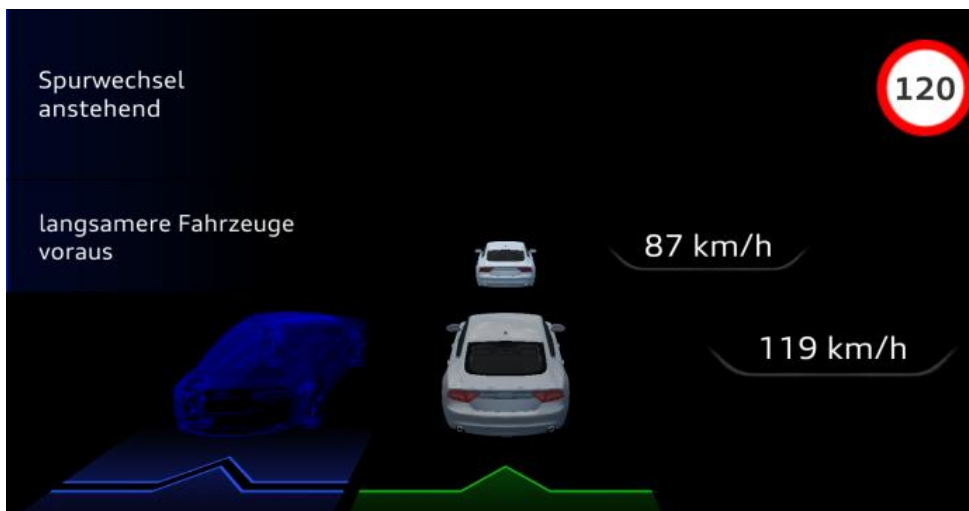 Spurwechsel
anstehend
120
langsamere Fahrzeuge
voraus
87 km/h
119 km/h